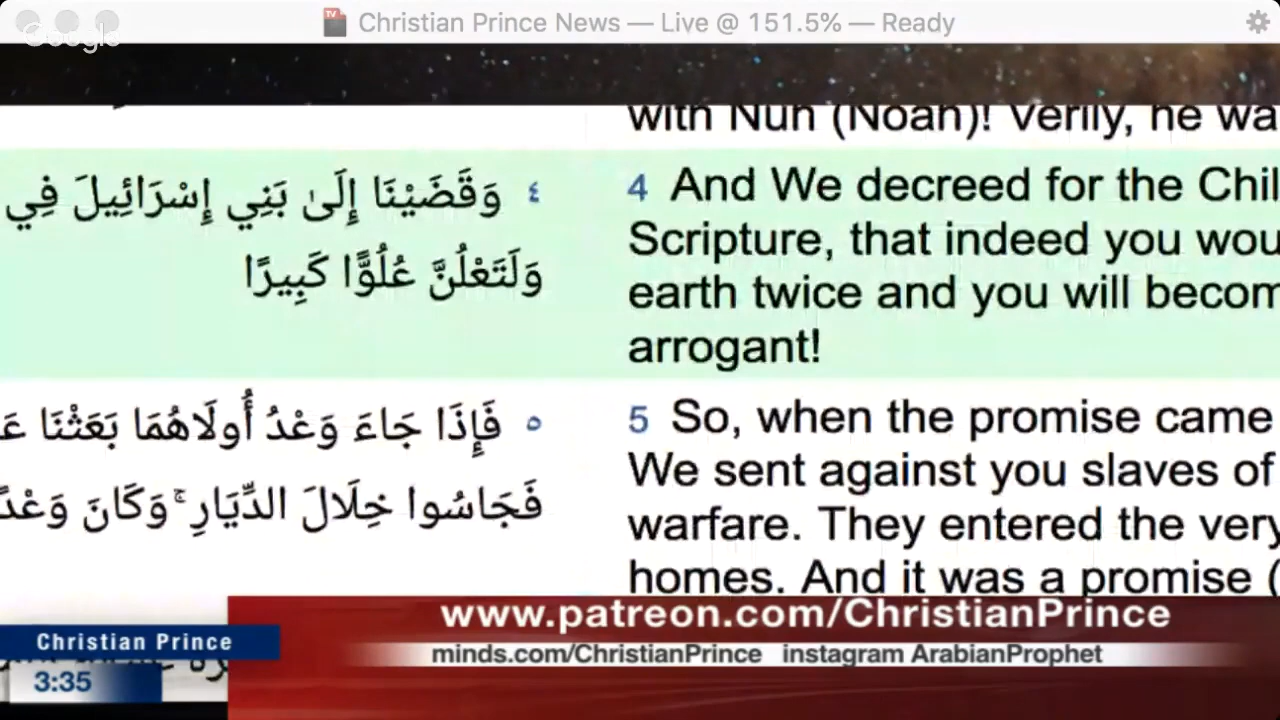 Christian Prince News — Live @ 151.5% — Ready
Google
with Nuh (Noah)! Verily, he wa
٤ وَقَضَيْنَا إِلَىٰ بَنِي إِسْرَائِيلَ فِي
وَلَتَعْلُنَّ عُلُوًّا كَبِيرًا
4 And We decreed for the Chil
Scripture, that indeed you wou
earth twice and you will becom
arrogant!
٥ فَإِذَا جَاءَ وَعْدُ أُولَاهُمَا بَعَثْنَا عَ
فَجَاسُوا خِلَالَ الدِّيَارِ ۚ وَكَانَ وَعْدًا
5 So, when the promise came
We sent against you slaves of
warfare. They entered the very
homes. And it was a promise (
www.patreon.com/ChristianPrince
Christian Prince
minds.com/ChristianPrince instagram ArabianProphet
3:35